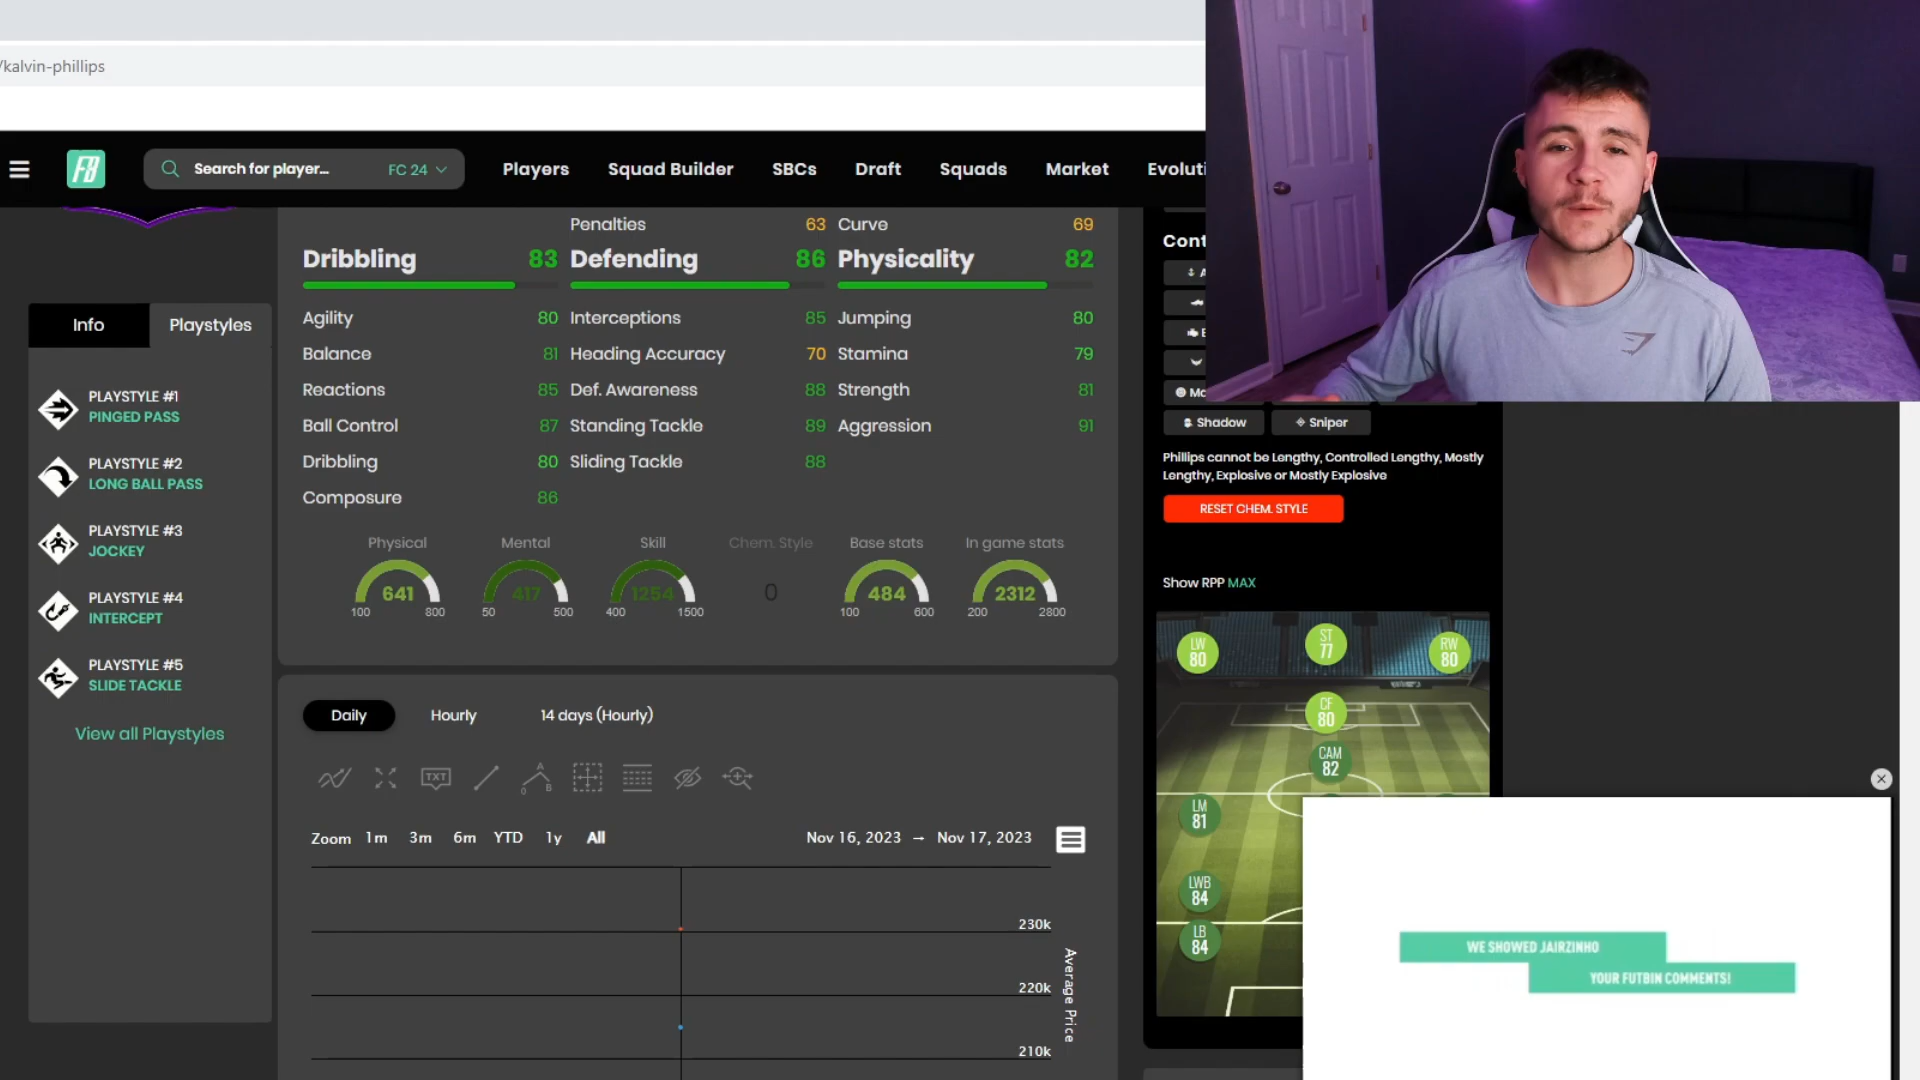 /kalvin-phillips
FB
Search for player...
FC 24
Players
Squad Builder
SBCs
Draft
Squads
Market
Evoluti
Penalties 63
Curve 69
Dribbling 83
Defending 86
Physicality 82
Agility 80
Interceptions 85
Jumping 80
Balance 81
Heading Accuracy 70
Stamina 79
Reactions 85
Def. Awareness 88
Strength 81
Ball Control 87
Standing Tackle 89
Aggression 91
Dribbling 80
Sliding Tackle 88
Composure 86
Physical
Mental
Skill
Chem. Style
Base stats
In game stats
641
417
1254
0
484
2312
100 800
50 500
400 1500
100 600
200 2800
Info
Playstyles
PLAYSTYLE #1
PINGED PASS
PLAYSTYLE #2
LONG BALL PASS
PLAYSTYLE #3
JOCKEY
PLAYSTYLE #4
INTERCEPT
PLAYSTYLE #5
SLIDE TACKLE
View all Playstyles
Daily
Hourly
14 days (Hourly)
TXT
A
0 B
Zoom 1m 3m 6m YTD 1y All
Nov 16, 2023 → Nov 17, 2023
230k
220k
210k
Average Price
Cont
A
B
Ma
Shadow
Sniper
Phillips cannot be Lengthy, Controlled Lengthy, Mostly
Lengthy, Explosive or Mostly Explosive
RESET CHEM. STYLE
Show RPP MAX
LW
80
ST
77
RW
80
CF
80
CAM
82
LM
81
LWB
84
LB
84
WE SHOWED JAIRZINHO
YOUR FUTBIN COMMENTS!